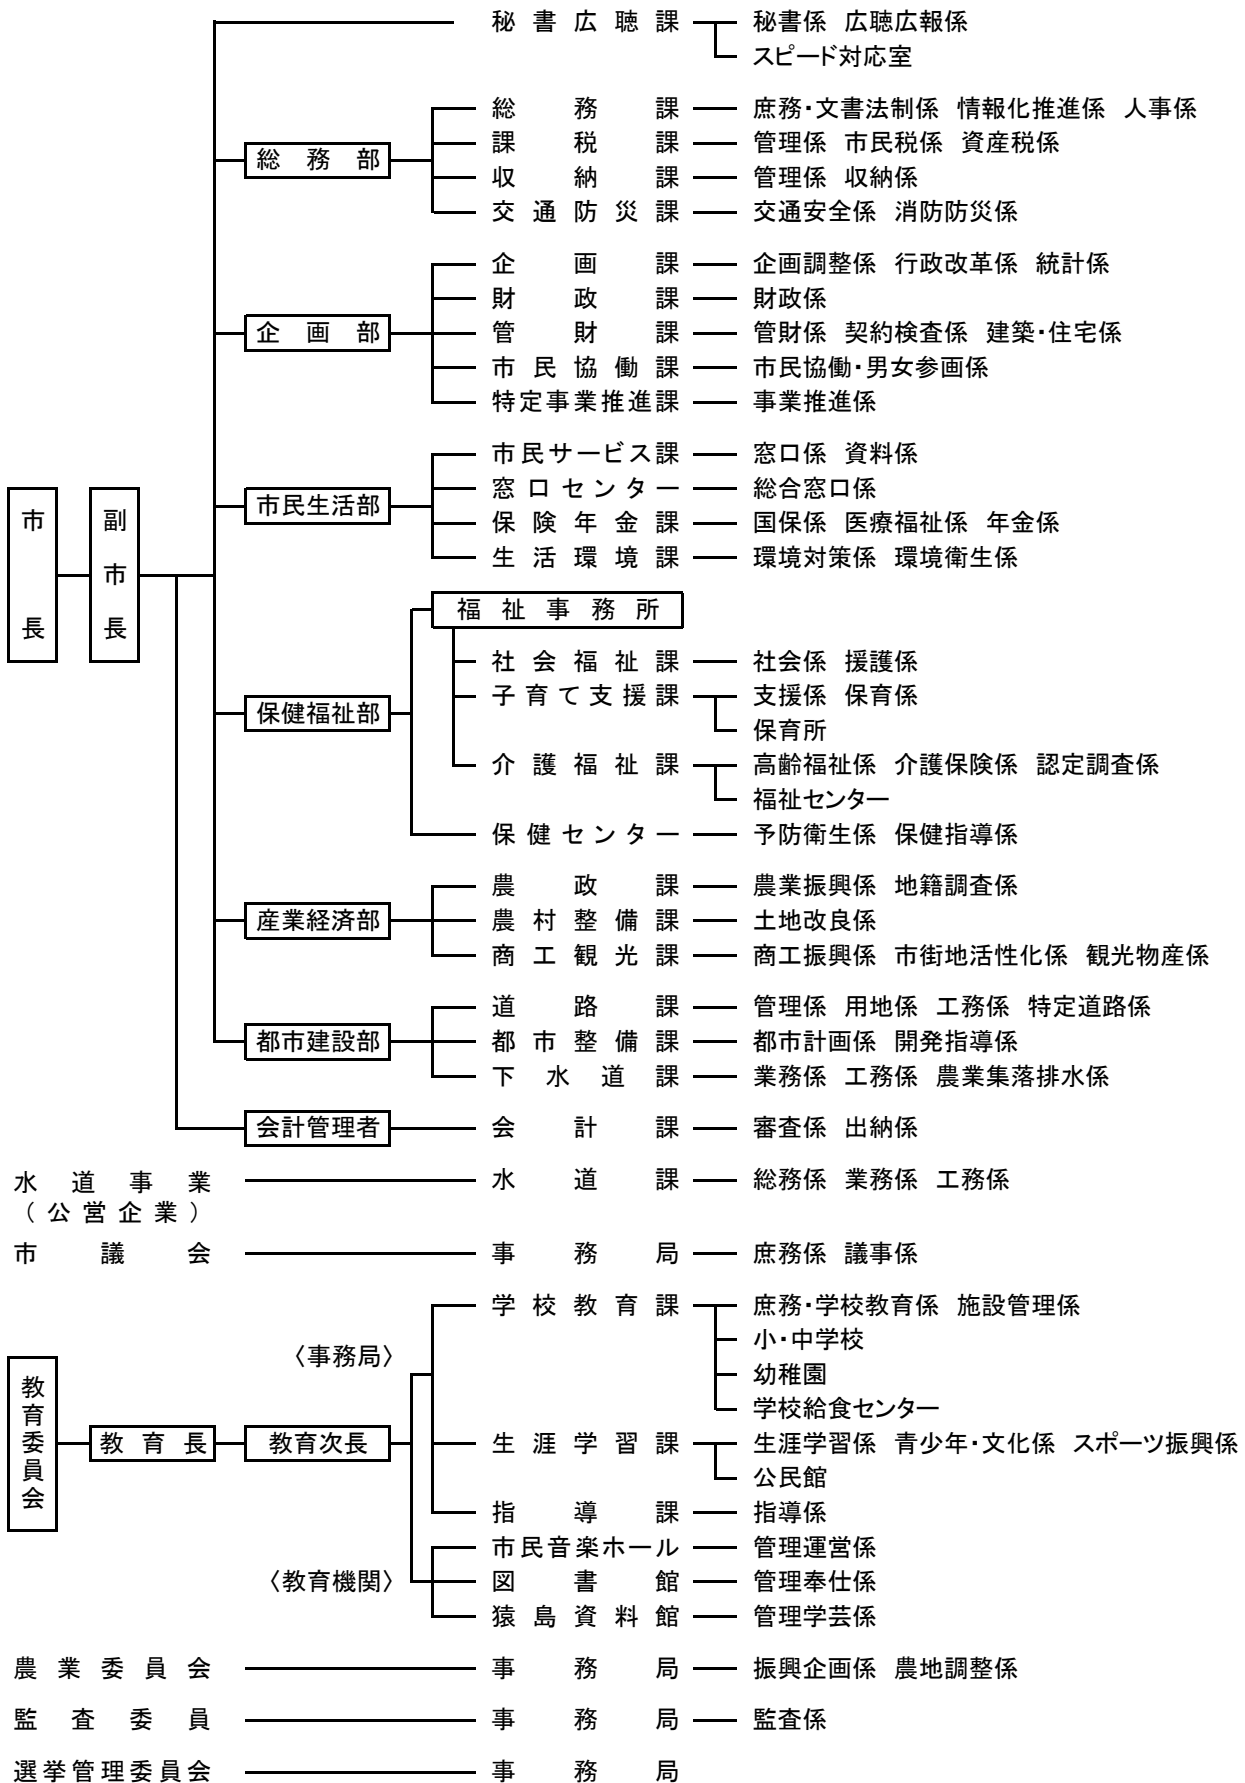 秘書広聴課 秘書係 広聴広報係
スピード対応室
総務課 庶務・文書法制係 情報化推進係 人事係
課税課 管理係 市民税係 資産税係
総務部
収納課 管理係 収納係
交通防災課 交通安全係 消防防災係
企画課 企画調整係 行政改革係 統計係
財政課 財政係
企画部 管財課 管財係 契約検査係 建築・住宅係
市民協働課 市民協働・男女参画係
特定事業推進課 事業推進係
市民サービス課 窓口係 資料係
窓口センター 総合窓口係
市民生活部
保険年金課 国保係 医療福祉係 年金係
生活環境課 環境対策係 環境衛生係
市長
副市長
福祉事務所
社会福祉課 社会係 援護係
子育て支援課 支援係 保育係
保健福祉部
保育所
介護福祉課 高齢福祉係 介護保険係 認定調査係
福祉センター
保健センター 予防衛生係 保健指導係
農政課 農業振興係 地籍調査係
産業経済部 農村整備課 土地改良係
商工観光課 商工振興係 市街地活性化係 観光物産係
道路課 管理係 用地係 工務係 特定道路係
都市建設部 都市整備課 都市計画係 開発指導係
下水道課 業務係 工務係 農業集落排水係
会計管理者 会計課 審査係 出納係
水道事業 水道課 総務係 業務係 工務係
(公営企業)
市議会 事務局 庶務係 議事係
学校教育課 庶務・学校教育係 施設管理係
小・中学校
〈事務局〉
幼稚園
学校給食センター
教育委員会
教育長 教育次長 生涯学習課 生涯学習係 青少年・文化係 スポーツ振興係
公民館
指導課 指導係
市民音楽ホール 管理運営係
〈教育機関〉 図書館 管理奉仕係
猿島資料館 管理学芸係
農業委員会 事務局 振興企画係 農地調整係
監査委員 事務局 監査係
選挙管理委員会 事務局